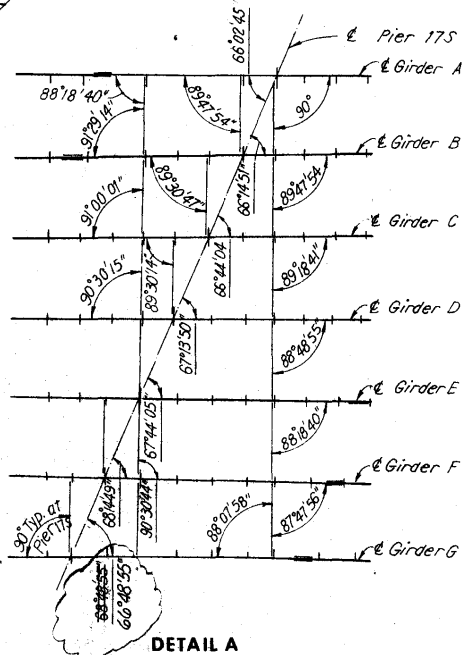 66°02'45"
℄ Pier 17S
℄ Girder A
88°18'40"
91°29'14"
89°47'54"
90°
℄ Girder B
91°00'01"
89°30'47"
66°14'51"
89°47'54
℄ Girder C
90°30'15"
89°30'14"
66°44'04
89°18'41"
℄ Girder D
67°13'50"
88°48'55"
℄ Girder E
67°44'05"
88°18'40"
℄ Girder F
90° Typ. at
Pier 17s
68°14'49"
90°30'44"
88°07'58"
87°47'56"
℄ Girder G
68°48'55"
66°48'55"
DETAIL A